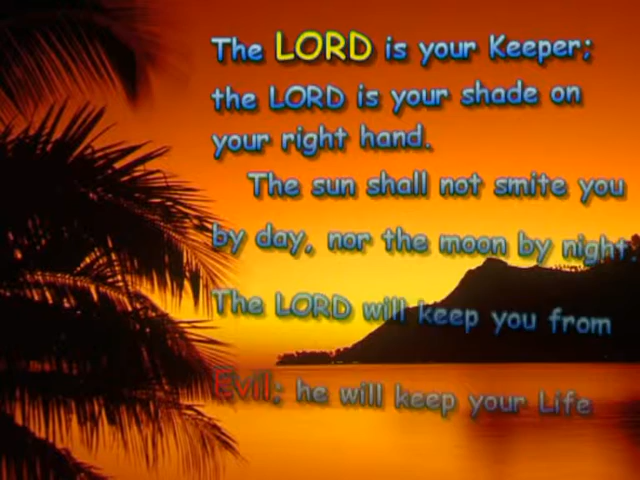 The LORD is your Keeper;
the LORD is your shade on
your right hand.
The sun shall not smite you
by day, nor the moon by night.
The LORD will keep you from
Evil; he will keep your Life